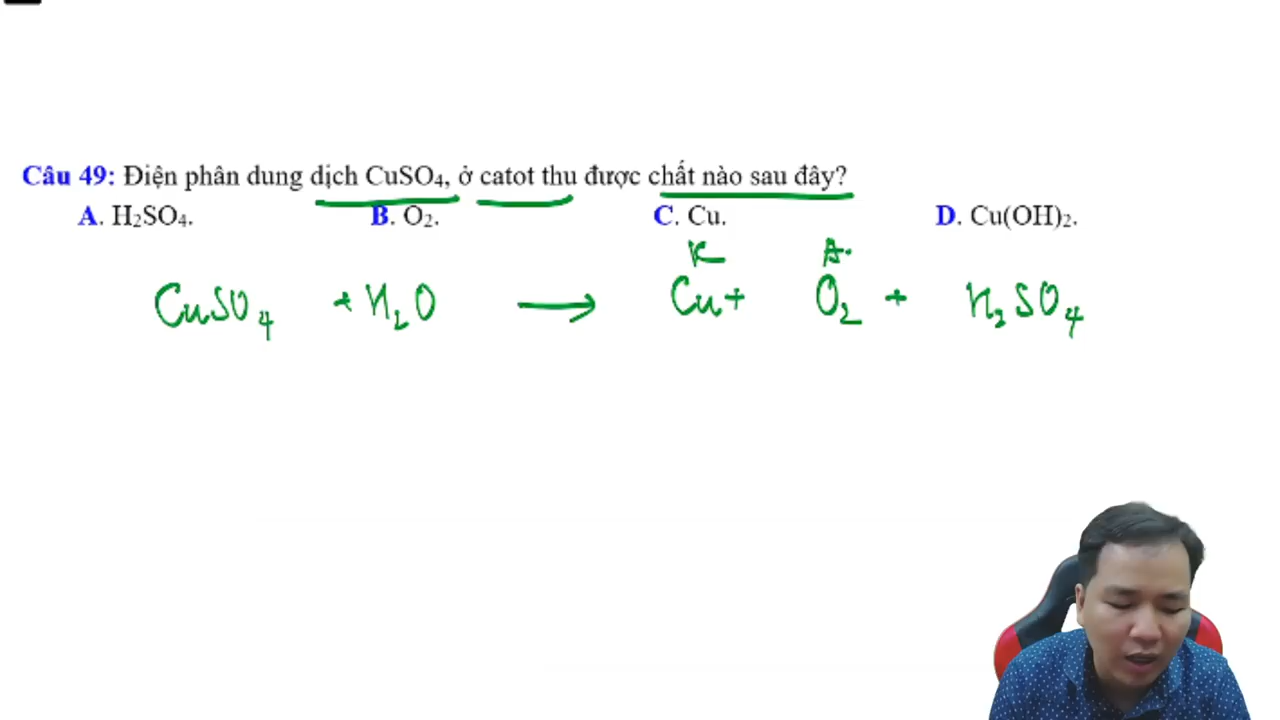 Câu 49: Điện phân dung dịch CuSO4, ở catot thu được chất nào sau đây?
A. H2SO4. B. O2. C. Cu. D. Cu(OH)2.
K A.
CuSO4 + H2O → Cu + O2 + H2SO4